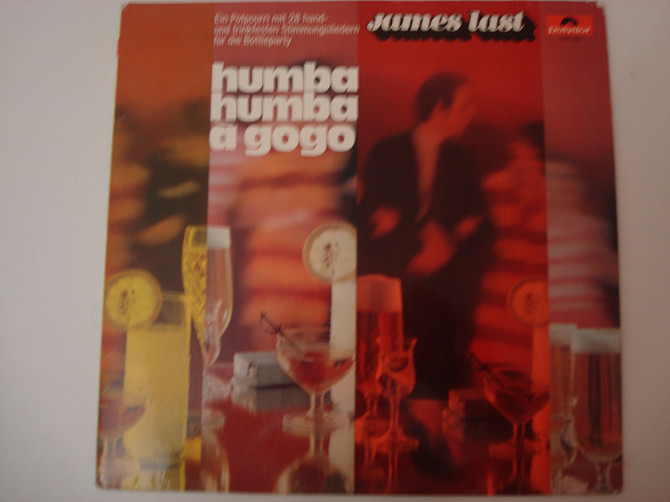 Ein Potpourri mit 28 hand-
und trinkfesten Stimmungsliedern
für die Bottleparty
james last
polydor
humba
humba
à gogo